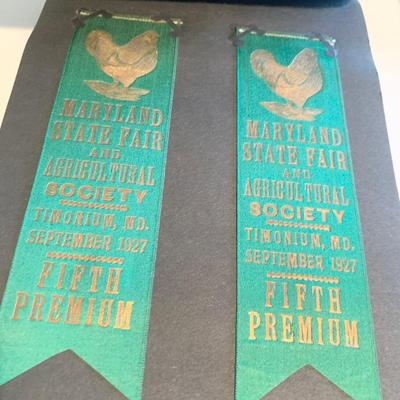 MARYLAND
STATE FAIR
AND
AGRICULTURAL
SOCIETY
TIMONIUM, MD.
SEPTEMBER 1927
FIFTH
PREMIUM
MARYLAND
STATE FAIR
AND
AGRICULTURAL
SOCIETY
TIMONIUM, MD.
SEPTEMBER 1927
FIFTH
PREMIUM